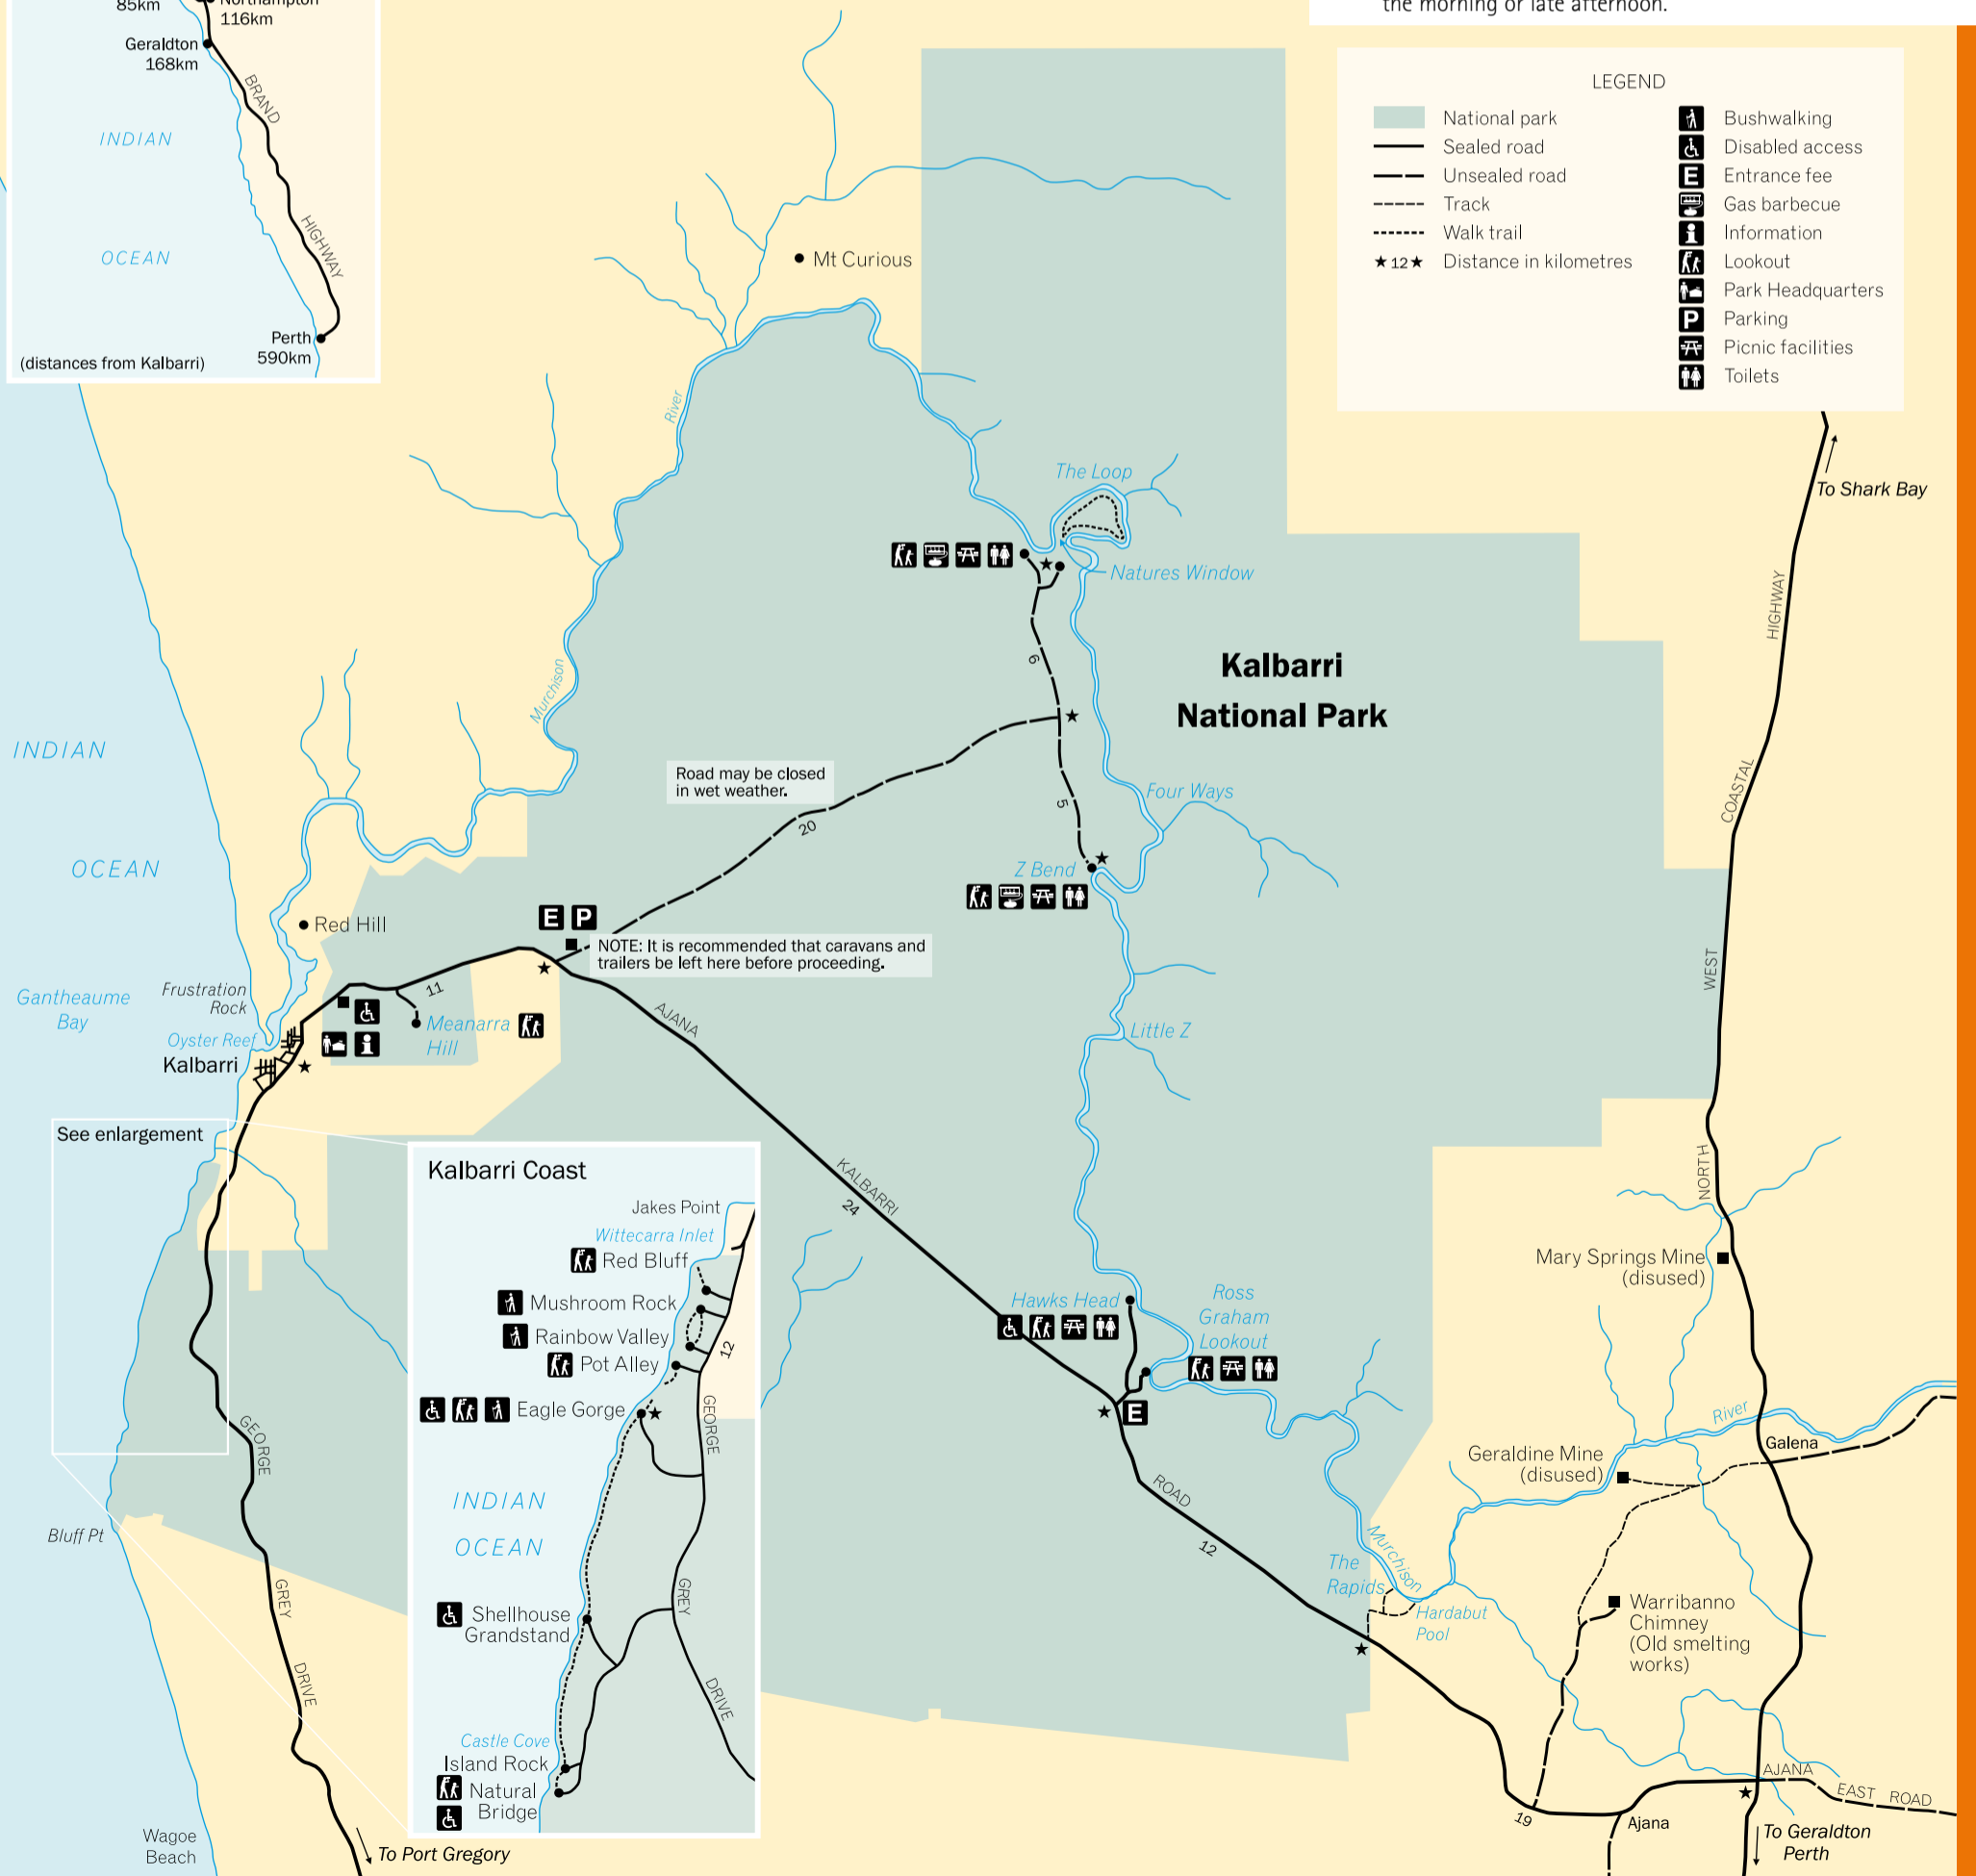 the morning or late afternoon.
85km
Northampton
116km
Geraldton
168km
BRAND
HIGHWAY
INDIAN
OCEAN
Perth
590km
(distances from Kalbarri)
LEGEND
National park
Sealed road
Unsealed road
Track
Walk trail
★12★ Distance in kilometres
Bushwalking
Disabled access
E Entrance fee
Gas barbecue
Information
Lookout
Park Headquarters
P Parking
Picnic facilities
Toilets
Mt Curious
River
The Loop
Natures Window
To Shark Bay
HIGHWAY
COASTAL
WEST
NORTH
6
Kalbarri
National Park
Murchison
INDIAN
OCEAN
Road may be closed
in wet weather.
20
5
Four Ways
Z Bend
Red Hill
E P
NOTE: It is recommended that caravans and
trailers be left here before proceeding.
Gantheaume
Bay
Frustration
Rock
Oyster Reef
Kalbarri
11
Meanarra
Hill
AJANA
KALBARRI
24
ROAD
12
Little Z
See enlargement
Kalbarri Coast
Jakes Point
Wittecarra Inlet
Red Bluff
Mushroom Rock
Rainbow Valley
Pot Alley
12
Eagle Gorge
GEORGE
INDIAN
OCEAN
GREY
Shellhouse
Grandstand
DRIVE
Castle Cove
Island Rock
Natural
Bridge
GEORGE
GREY
DRIVE
Bluff Pt
Wagoe
Beach
To Port Gregory
Hawks Head
Ross
Graham
Lookout
E
Mary Springs Mine
(disused)
River
Galena
Geraldine Mine
(disused)
Murchison
The
Rapids
Hardabut
Pool
Warribanno
Chimney
(Old smelting
works)
19
Ajana
AJANA
EAST ROAD
To Geraldton
Perth